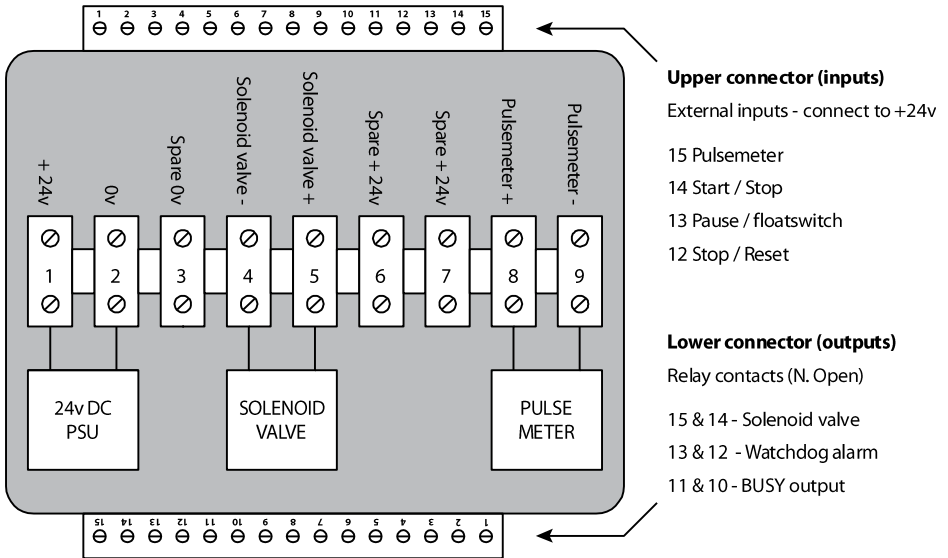 1 2 3 4 5 6 7 8 9 10 11 12 13 14 15
Upper connector (inputs)
External inputs - connect to +24v
15 Pulsemeter
14 Start / Stop
13 Pause / floatswitch
12 Stop / Reset
+ 24v
0v
Spare 0v
Solenoid valve -
Solenoid valve +
Spare + 24v
Spare + 24v
Pulsemeter +
Pulsemeter -
1 2 3 4 5 6 7 8 9
24v DC
PSU
SOLENOID
VALVE
PULSE
METER
Lower connector (outputs)
Relay contacts (N. Open)
15 & 14 - Solenoid valve
13 & 12 - Watchdog alarm
11 & 10 - BUSY output
15 14 13 12 11 10 9 8 7 6 5 4 3 2 1